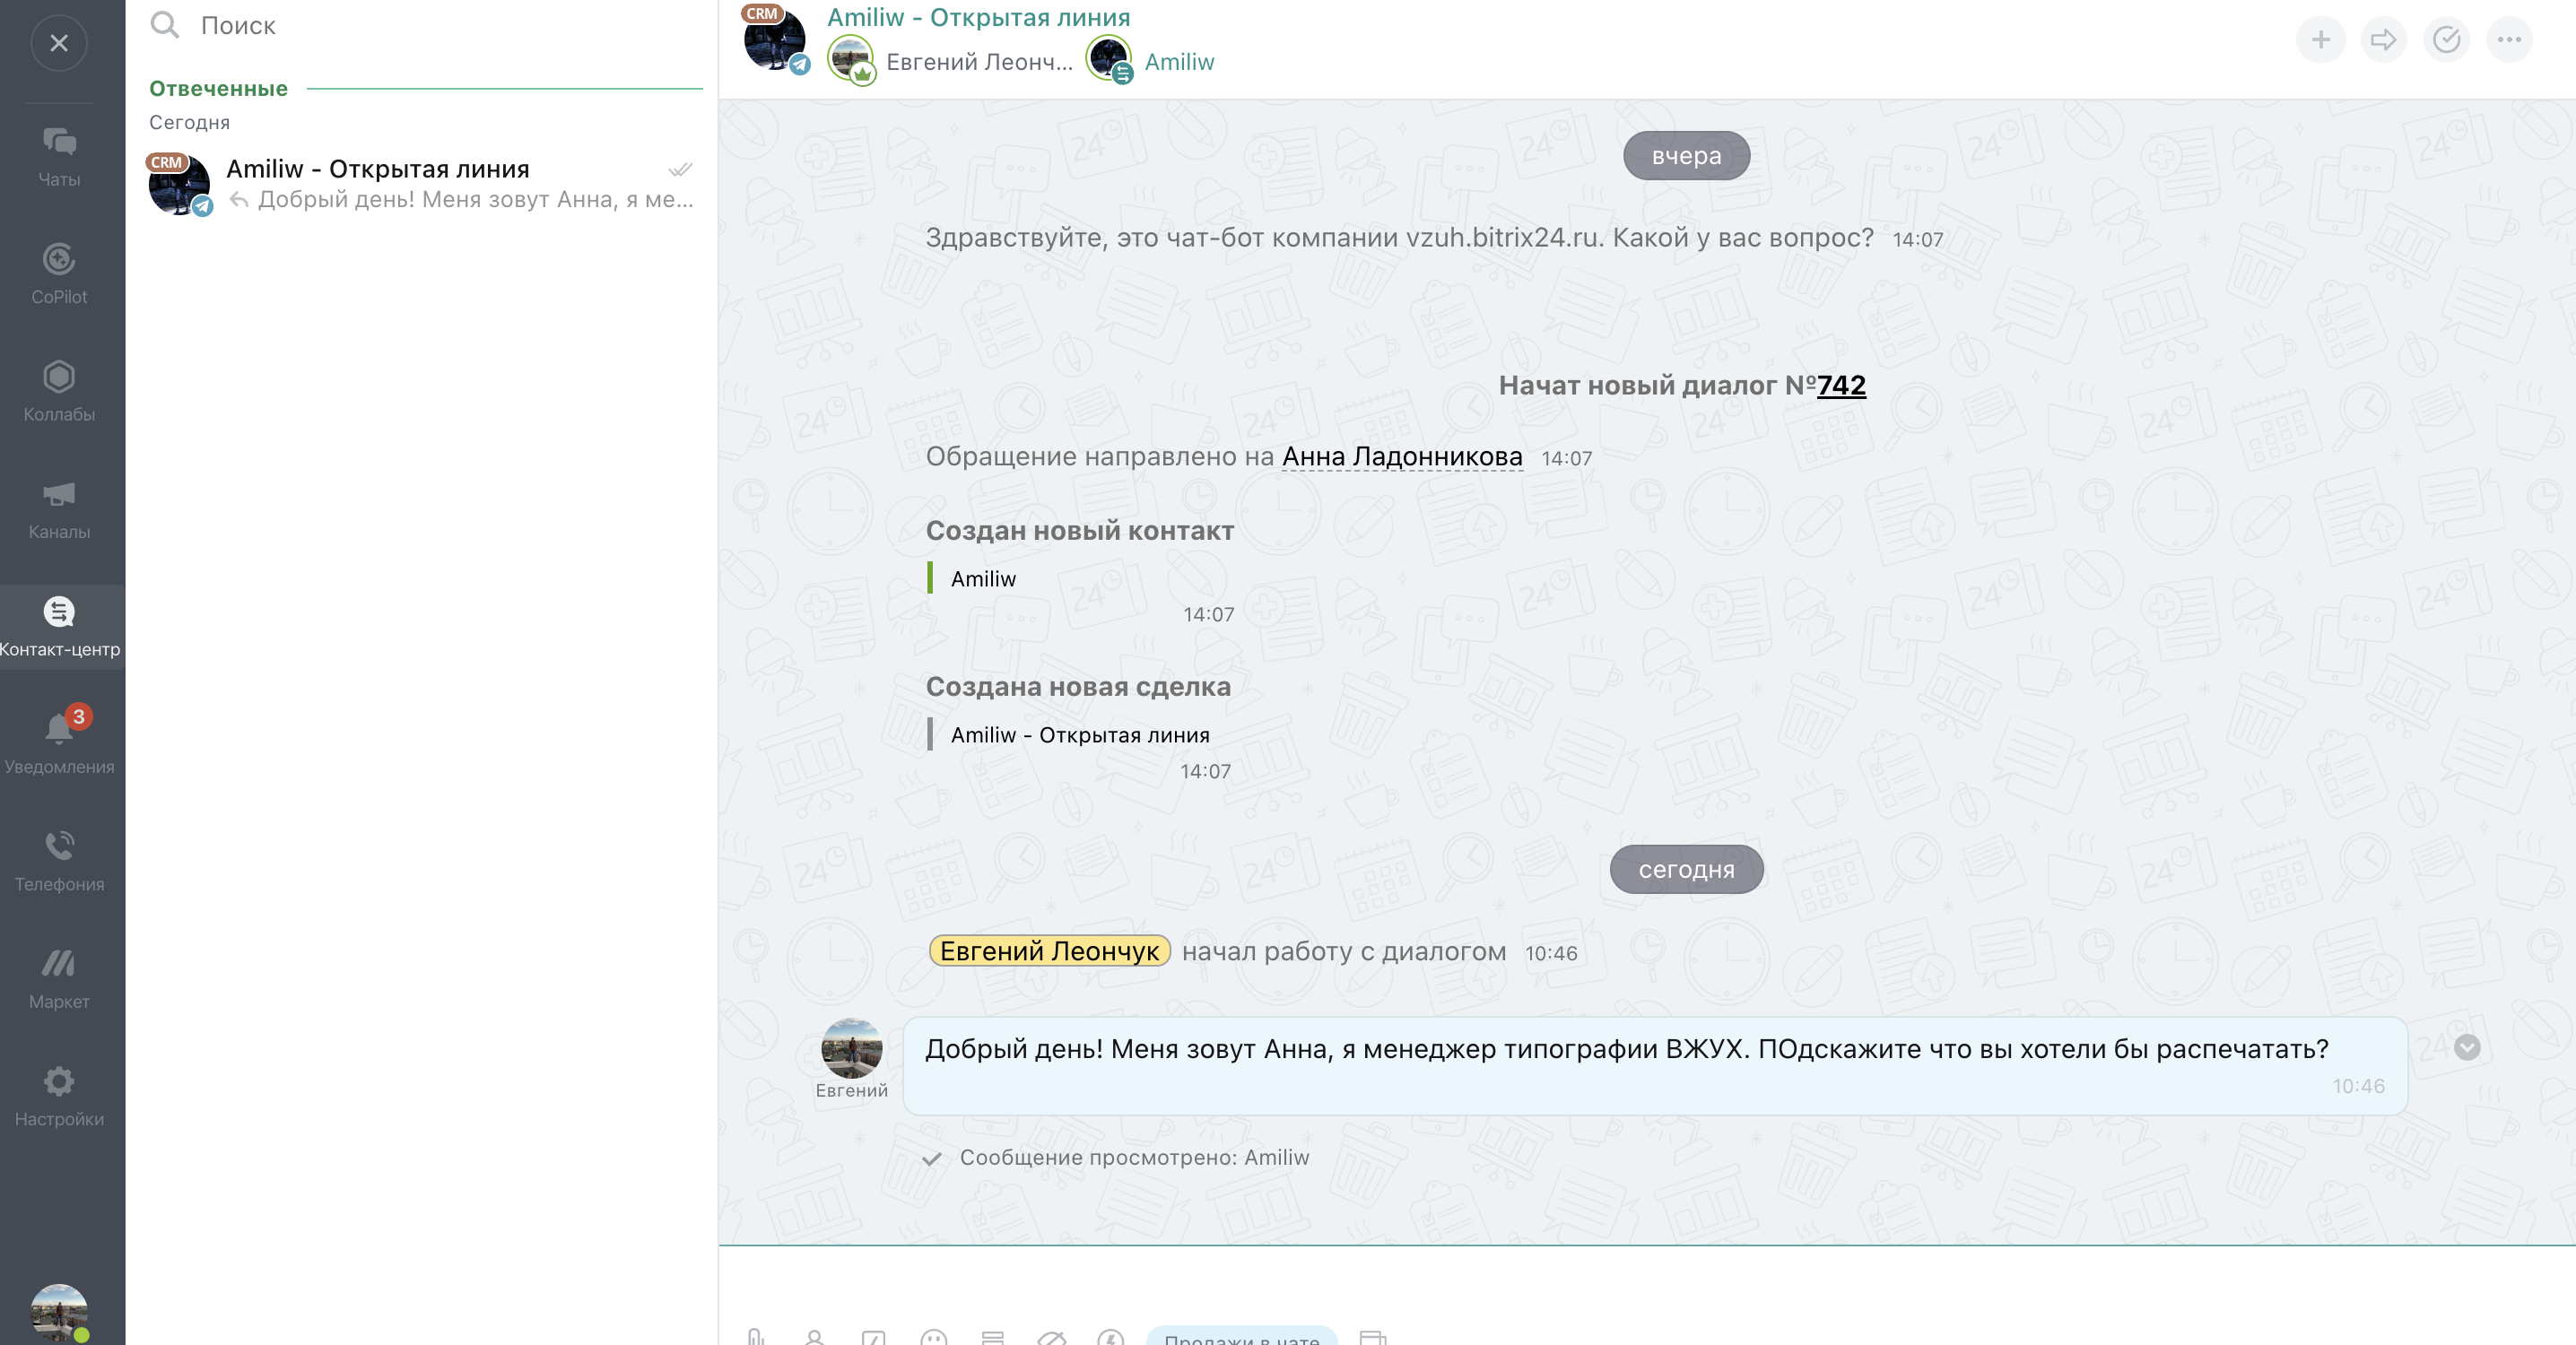 Поиск
Отвеченные
Сегодня
CRM
Amiliw - Открытая линия
Добрый день! Меня зовут Анна, я ме...
Чаты
CoPilot
Коллабы
Каналы
Контакт-центр
3
Уведомления
Телефония
Маркет
Настройки
CRM
Amiliw - Открытая линия
Евгений Леонч...
Amiliw
вчера
Здравствуйте, это чат-бот компании vzuh.bitrix24.ru. Какой у вас вопрос? 14:07
Начат новый диалог №742
Обращение направлено на Анна Ладонникова 14:07
Создан новый контакт
Amiliw
14:07
Создана новая сделка
Amiliw - Открытая линия
14:07
сегодня
Евгений Леончук начал работу с диалогом 10:46
Добрый день! Меня зовут Анна, я менеджер типографии ВЖУХ. ПОдскажите что вы хотели бы распечатать?
10:46
Евгений
Сообщение просмотрено: Amiliw
Продажи в чате